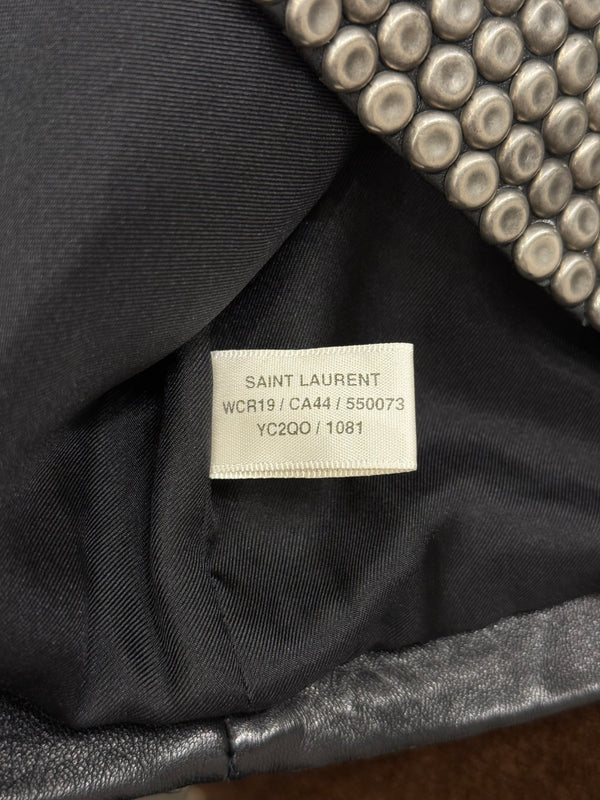 SAINT LAURENT
WCR19 / CA44 / 550073
YC2QO / 1081